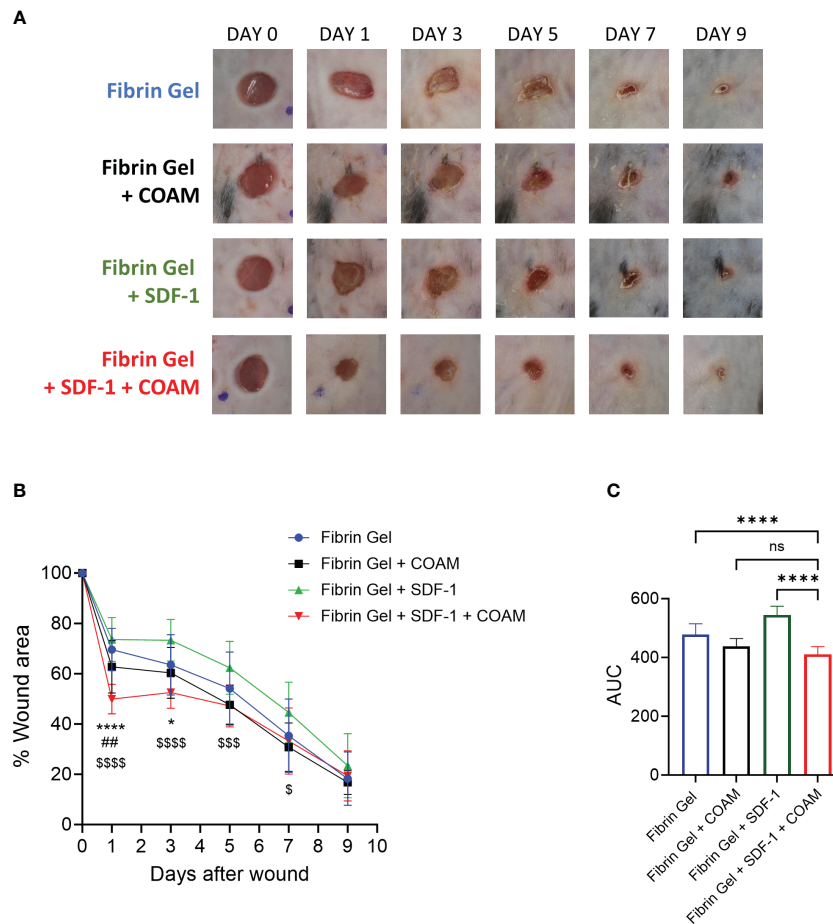 A
DAY 0 DAY 1 DAY 3 DAY 5 DAY 7 DAY 9
Fibrin Gel
Fibrin Gel
+ COAM
Fibrin Gel
+ SDF-1
Fibrin Gel
+ SDF-1 + COAM
B
Fibrin Gel
Fibrin Gel + COAM
Fibrin Gel + SDF-1
Fibrin Gel + SDF-1 + COAM
% Wound area
100
80
60
40
20
0
**** * 
## $$$$ $$$
$$$$
$
0 1 2 3 4 5 6 7 8 9 10
Days after wound
C
****
ns
****
AUC
600
400
200
0
Fibrin Gel
Fibrin Gel + COAM
Fibrin Gel + SDF-1
Fibrin Gel + SDF-1 + COAM